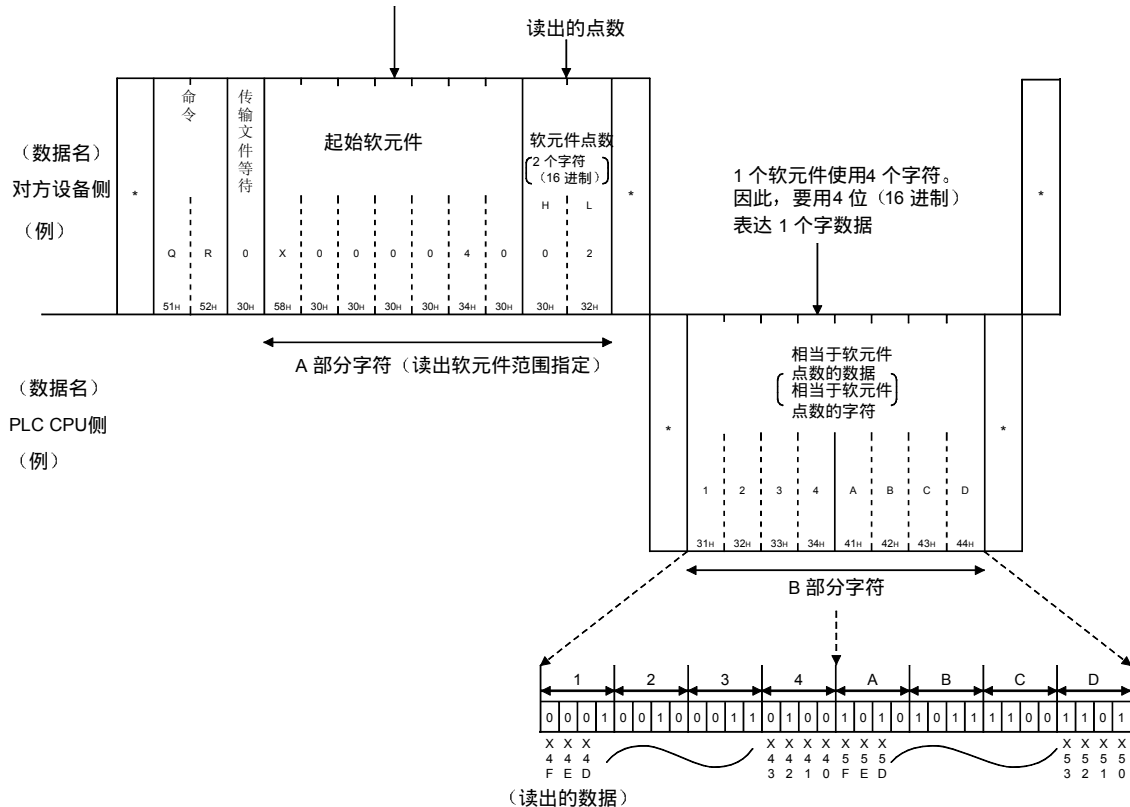 读出的点数
命令
传输文件等待
起始软元件
软元件点数
2 个字符
（16 进制）
（数据名）
对方设备侧
（例）
*
*
*
H L
Q R 0 X 0 0 0 0 4 0 0 2
51H 52H 30H 58H 30H 30H 30H 30H 34H 30H 30H 32H
1 个软元件使用4 个字符。
因此，要用4 位（16 进制）
表达 1 个字数据
A 部分字符（读出软元件范围指定）
（数据名）
PLC CPU侧
（例）
相当于软元件
点数的数据
相当于软元件
点数的字符
*
*
1 2 3 4 A B C D
31H 32H 33H 34H 41H 42H 43H 44H
B 部分字符
1 2 3 4 A B C D
0 0 0 1 0 0 1 0 0 0 1 1 0 1 0 0 1 0 1 0 1 0 1 1 1 1 0 0 1 1 0 1
X4F X4E X4D X43 X42 X41 X40 X5F X5E X5D X53 X52 X51 X50
（读出的数据）